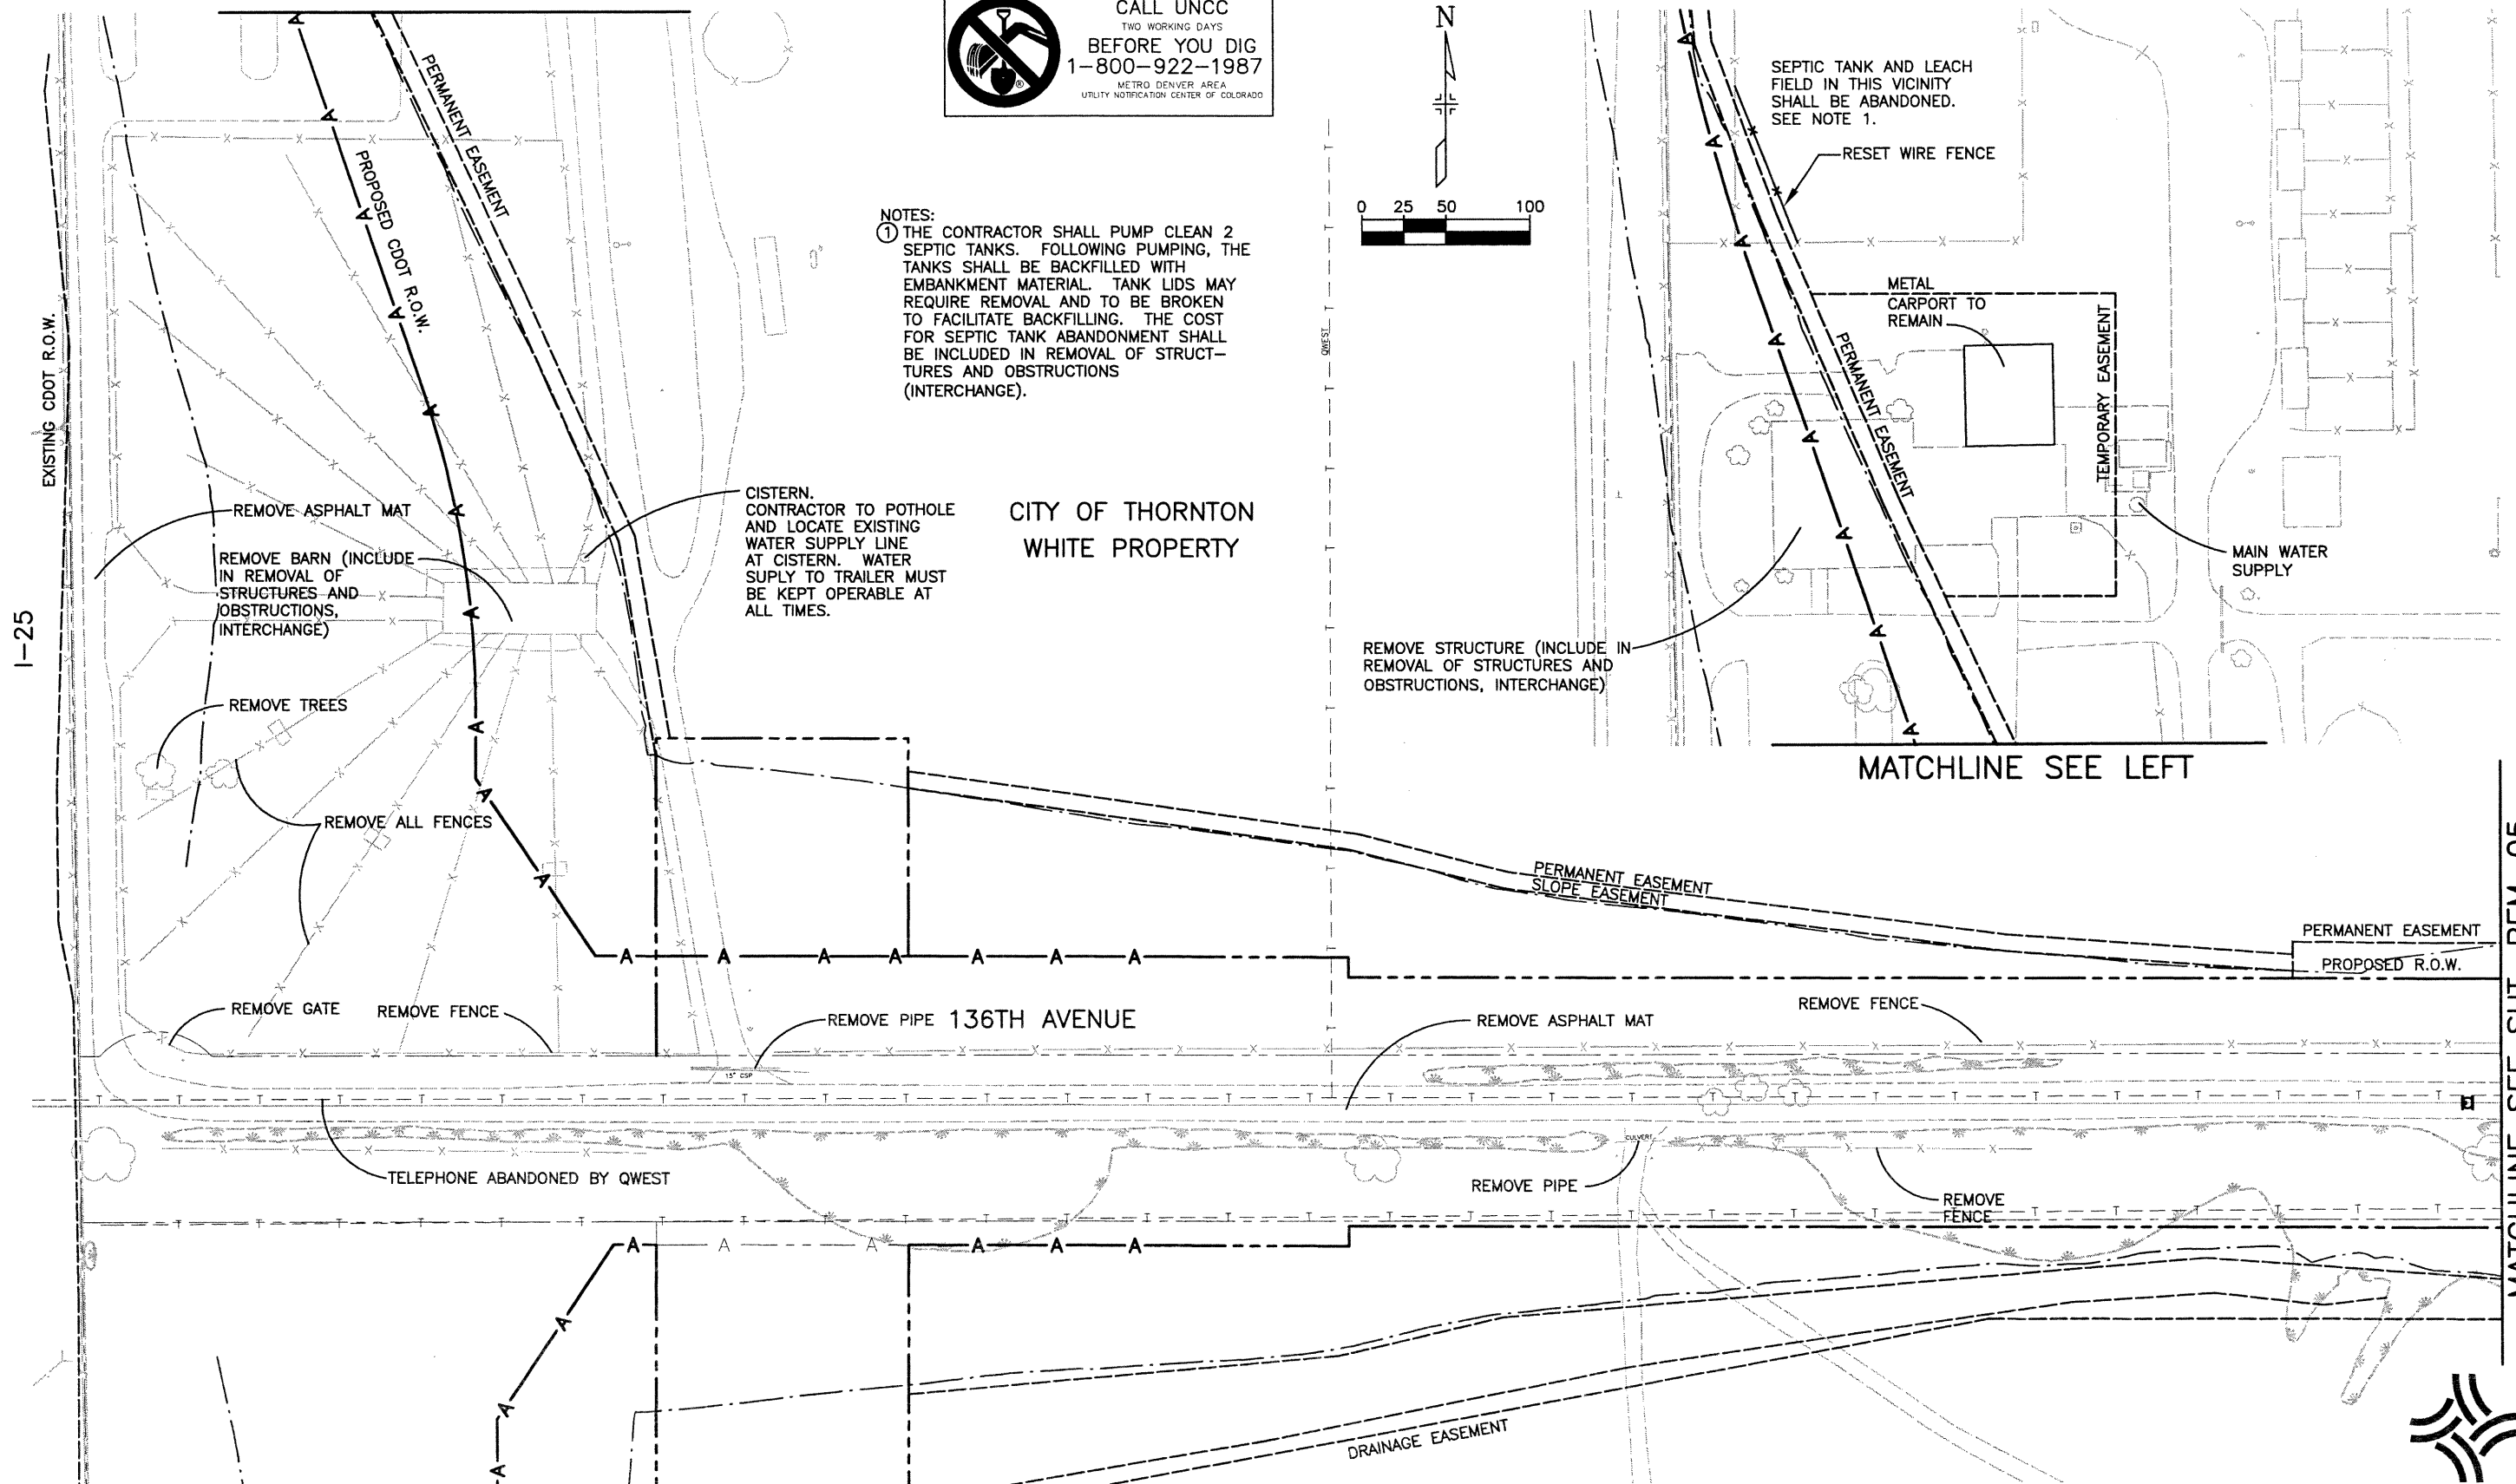 CALL UNCC
TWO WORKING DAYS
BEFORE YOU DIG
1-800-922-1987
METRO DENVER AREA
UTILITY NOTIFICATION CENTER OF COLORADO
®
N
0 25 50 100
NOTES:
① THE CONTRACTOR SHALL PUMP CLEAN 2
SEPTIC TANKS. FOLLOWING PUMPING, THE
TANKS SHALL BE BACKFILLED WITH
EMBANKMENT MATERIAL. TANK LIDS MAY
REQUIRE REMOVAL AND TO BE BROKEN
TO FACILITATE BACKFILLING. THE COST
FOR SEPTIC TANK ABANDONMENT SHALL
BE INCLUDED IN REMOVAL OF STRUCT-
TURES AND OBSTRUCTIONS
(INTERCHANGE).
PERMANENT EASEMENT
PROPOSED CDOT R.O.W.
EXISTING CDOT R.O.W.
I-25
REMOVE ASPHALT MAT
REMOVE BARN (INCLUDE
IN REMOVAL OF
STRUCTURES AND
OBSTRUCTIONS,
INTERCHANGE)
REMOVE TREES
REMOVE ALL FENCES
REMOVE GATE
REMOVE FENCE
CISTERN.
CONTRACTOR TO POTHOLE
AND LOCATE EXISTING
WATER SUPPLY LINE
AT CISTERN. WATER
SUPLY TO TRAILER MUST
BE KEPT OPERABLE AT
ALL TIMES.
CITY OF THORNTON
WHITE PROPERTY
QWEST
SEPTIC TANK AND LEACH
FIELD IN THIS VICINITY
SHALL BE ABANDONED.
SEE NOTE 1.
RESET WIRE FENCE
METAL
CARPORT TO
REMAIN
PERMANENT EASEMENT
TEMPORARY EASEMENT
MAIN WATER
SUPPLY
REMOVE STRUCTURE (INCLUDE IN
REMOVAL OF STRUCTURES AND
OBSTRUCTIONS, INTERCHANGE)
MATCHLINE SEE LEFT
PERMANENT EASEMENT
SLOPE EASEMENT
PERMANENT EASEMENT
PROPOSED R.O.W.
REMOVE PIPE
136TH AVENUE
REMOVE ASPHALT MAT
REMOVE FENCE
15" CSP
CULVERT
TELEPHONE ABANDONED BY QWEST
REMOVE PIPE
REMOVE
FENCE
DRAINAGE EASEMENT
MATCHLINE SEE SHT REM 05